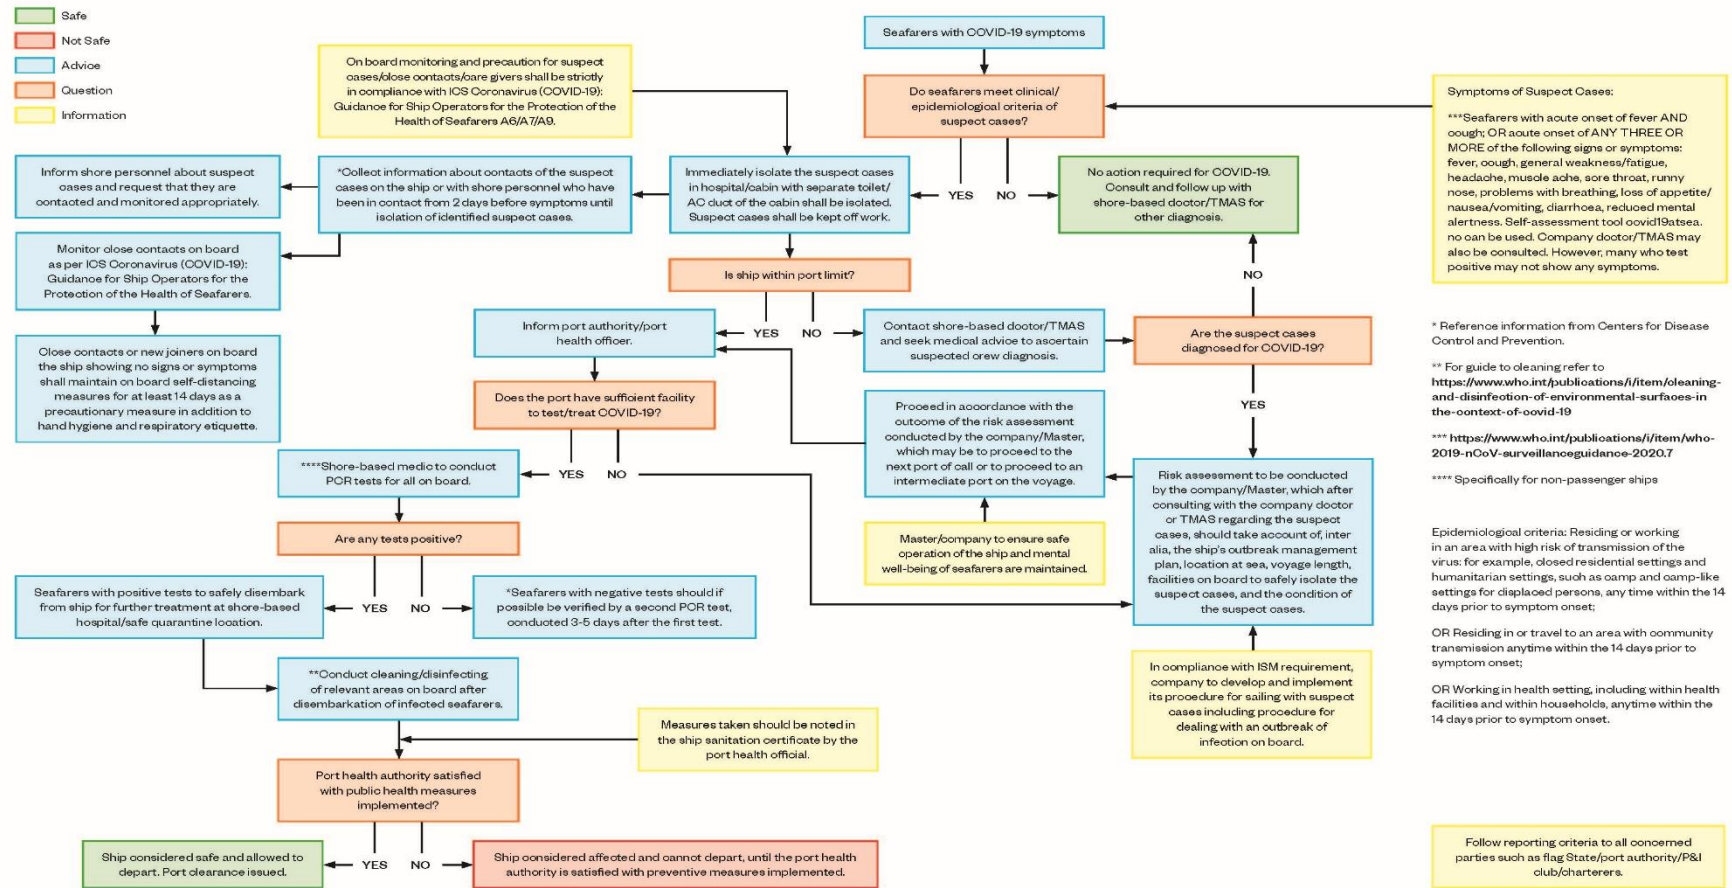 Safe
Not Safe
Advice
Question
Information
Seafarers with COVID-19 symptoms
On board monitoring and precaution for suspect
cases/close contacts/care givers shall be strictly
in compliance with ICS Coronavirus (COVID-19):
Guidance for Ship Operators for the Protection of the
Health of Seafarers A6/A7/A9.
Do seafarers meet clinical/
epidemiological criteria of
suspect cases?
Symptoms of Suspect Cases:
***Seafarers with acute onset of fever AND
cough; OR acute onset of ANY THREE OR
MORE of the following signs or symptoms:
fever, cough, general weakness/fatigue,
headache, muscle ache, sore throat, runny
nose, problems with breathing, loss of appetite/
nausea/vomiting, diarrhoea, reduced mental
alertness. Self-assessment tool covid19atsea.
no can be used. Company doctor/TMAS may
also be consulted. However, many who test
positive may not show any symptoms.
YES
NO
Inform shore personnel about suspect
cases and request that they are
contacted and monitored appropriately.
*Collect information about contacts of the suspect
cases on the ship or with shore personnel who have
been in contact from 2 days before symptoms until
isolation of identified suspect cases.
Immediately isolate the suspect cases
in hospital/cabin with separate toilet/
AC duct of the cabin shall be isolated.
Suspect cases shall be kept off work.
No action required for COVID-19.
Consult and follow up with
shore-based doctor/TMAS for
other diagnosis.
Monitor close contacts on board
as per ICS Coronavirus (COVID-19):
Guidance for Ship Operators for the
Protection of the Health of Seafarers.
Is ship within port limit?
NO
YES
NO
Inform port authority/port
health officer.
Contact shore-based doctor/TMAS
and seek medical advice to ascertain
suspected crew diagnosis.
Are the suspect cases
diagnosed for COVID-19?
* Reference information from Centers for Disease
Control and Prevention.
Close contacts or new joiners on board
the ship showing no signs or symptoms
shall maintain on board self-distancing
measures for at least 14 days as a
precautionary measure in addition to
hand hygiene and respiratory etiquette.
** For guide to cleaning refer to
https://www.who.int/publications/i/item/cleaning-
and-disinfection-of-environmental-surfaces-in
the-context-of-covid-19
Does the port have sufficient facility
to test/treat COVID-19?
YES
Proceed in accordance with the
outcome of the risk assessment
conducted by the company/Master,
which may be to proceed to the
next port of call or to proceed to an
intermediate port on the voyage.
*** https://www.who.int/publications/i/item/who-
2019-nCoV-surveillanceguidance-2020.7
YES
NO
****Shore-based medic to conduct
PCR tests for all on board.
Risk assessment to be conducted
by the company/Master, which after
consulting with the company doctor
or TMAS regarding the suspect
cases, should take account of, inter
alia, the ship's outbreak management
plan, location at sea, voyage length,
facilities on board to safely isolate the
suspect cases, and the condition of
the suspect cases.
**** Specifically for non-passenger ships
Are any tests positive?
Master/company to ensure safe
operation of the ship and mental
well-being of seafarers are maintained.
Epidemiological criteria: Residing or working
in an area with high risk of transmission of the
virus: for example, closed residential settings and
humanitarian settings, such as camp and camp-like
settings for displaced persons, any time within the 14
days prior to symptom onset;
OR Residing in or travel to an area with community
transmission anytime within the 14 days prior to
symptom onset;
OR Working in health setting, including within health
facilities and within households, anytime within the
14 days prior to symptom onset.
Seafarers with positive tests to safely disembark
from ship for further treatment at shore-based
hospital/safe quarantine location.
YES
NO
*Seafarers with negative tests should if
possible be verified by a second PCR test,
conducted 3-5 days after the first test.
**Conduct cleaning/disinfecting
of relevant areas on board after
disembarkation of infected seafarers.
In compliance with ISM requirement,
company to develop and implement
its procedure for sailing with suspect
cases including procedure for
dealing with an outbreak of
infection on board.
Measures taken should be noted in
the ship sanitation certificate by the
port health official.
Port health authority satisfied
with public health measures
implemented?
Ship considered safe and allowed to
depart. Port clearance issued.
YES
NO
Ship considered affected and cannot depart, until the port health
authority is satisfied with preventive measures implemented.
Follow reporting criteria to all concerned
parties such as flag State/port authority/P&I
club/charterers.